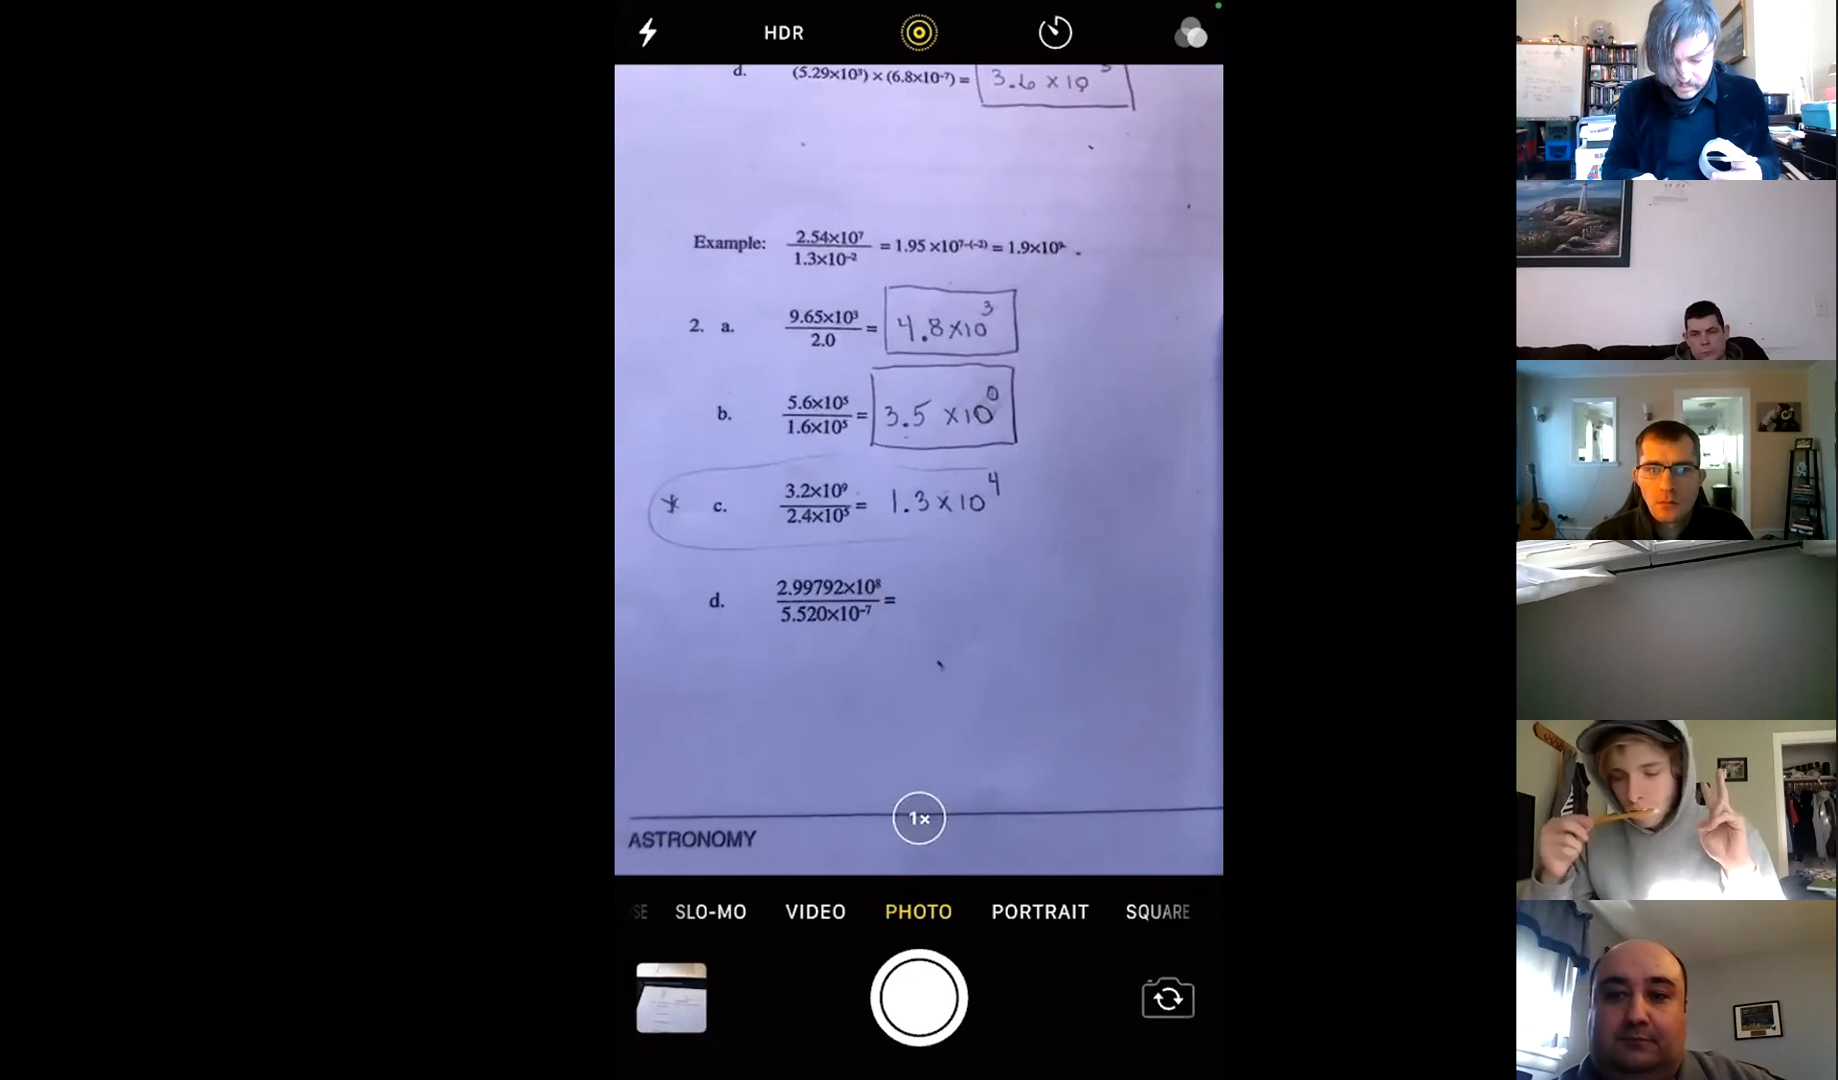 HDR
d. (5.29×10³) × (6.8×10⁻⁷) = 3.6 × 10
Example: 2.54×10⁷ / 1.3×10⁻² = 1.95 ×10⁷⁻⁽⁻²⁾ = 1.9×10⁹ .
2. a. 9.65×10³ / 2.0 = 4.8×10³
b. 5.6×10⁵ / 1.6×10⁵ = 3.5 ×10⁰
* c. 3.2×10⁹ / 2.4×10⁵ = 1.3×10⁴
d. 2.99792×10⁸ / 5.520×10⁻⁷ =
1×
ASTRONOMY
SLO-MO VIDEO PHOTO PORTRAIT SQUARE